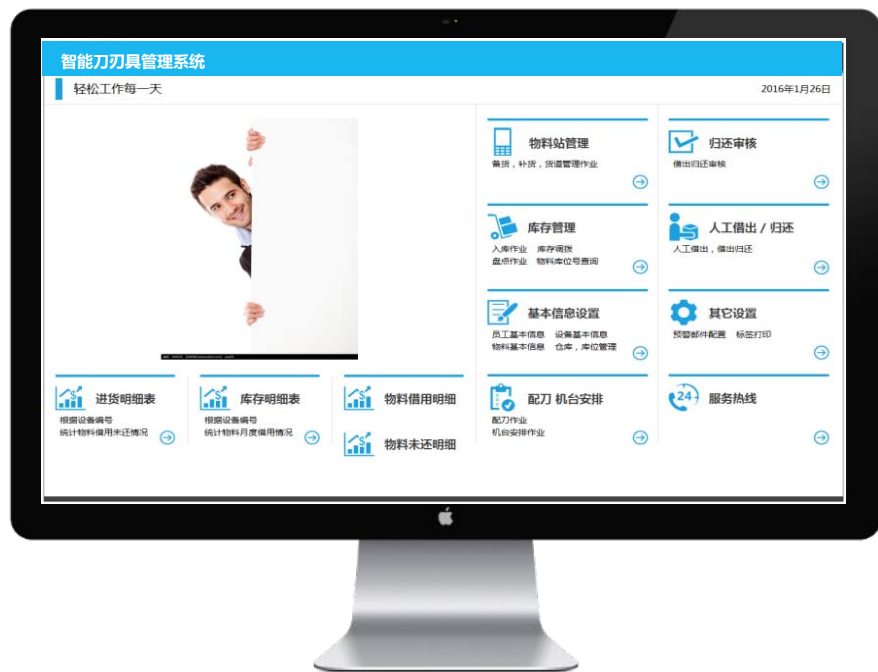 智能刀刃具管理系统
轻松工作每一天
2016年1月26日
物料站管理
备货，补货，货道管理作业
归还审核
借出归还审核
库存管理
入库作业 库存调拨
盘点作业 物料库位号查询
人工借出 / 归还
人工借出，借出归还
基本信息设置
员工基本信息 设备基本信息
物料基本信息 仓库，库位管理
其它设置
预警邮件配置 标签打印
进货明细表
根据设备编号
统计物料借用未还情况
库存明细表
根据设备编号
统计物料月度借用情况
物料借用明细
物料未还明细
配刀 机台安排
配刀作业
机台安排作业
24
服务热线